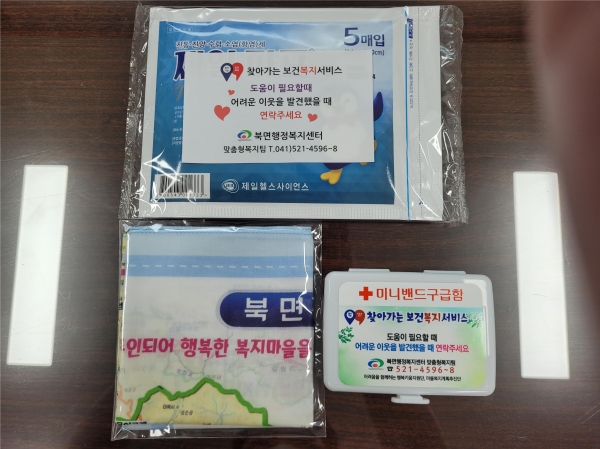 5매입
찾아가는 보건복지서비스
도움이 필요할때
어려운 이웃을 발견했을 때
연락주세요
북면행정복지센터
맞춤형복지팀 T.041)521-4596~8
제일헬스사이언스
북면
인되어 행복한 복지마을을
미니밴드구급함
찾아가는 보건복지서비스
도움이 필요할 때
어려운 이웃을 발견했을 때 연락주세요
북면행정복지센터 맞춤형복지팀
☎ 521-4596~8